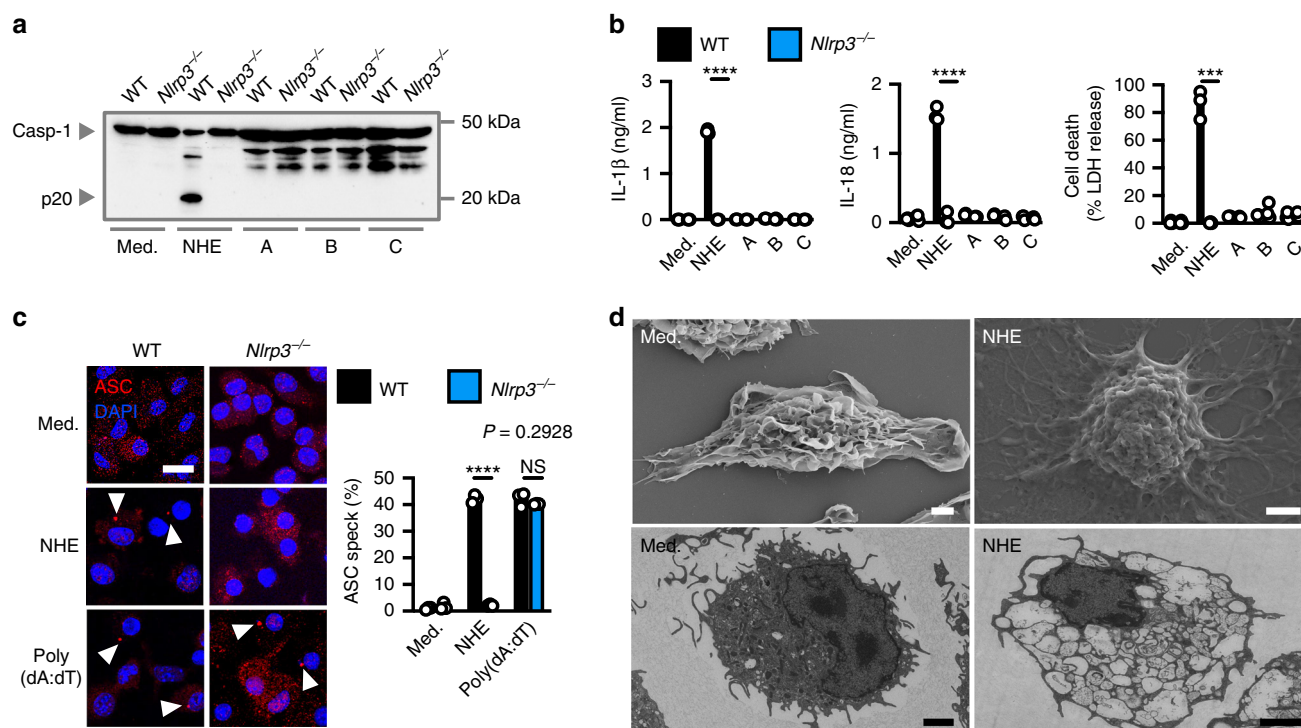 a
WT
Nlrp3–/–
WT
Nlrp3–/–
WT
Nlrp3–/–
WT
Nlrp3–/–
WT
Nlrp3–/–
Casp-1
50 kDa
p20
20 kDa
Med.
NHE
A
B
C
b
WT
Nlrp3–/–
IL-1β (ng/ml)
3
2
1
0
****
Med.
NHE
A
B
C
IL-18 (ng/ml)
2
1
0
****
Med.
NHE
A
B
C
Cell death
(% LDH release)
100
80
60
40
20
0
***
Med.
NHE
A
B
C
c
WT
Nlrp3–/–
ASC
DAPI
Med.
NHE
Poly
(dA:dT)
WT
Nlrp3–/–
P = 0.2928
****
NS
ASC speck (%)
50
40
30
20
10
0
Med.
NHE
Poly(dA:dT)
d
Med.
NHE
Med.
NHE